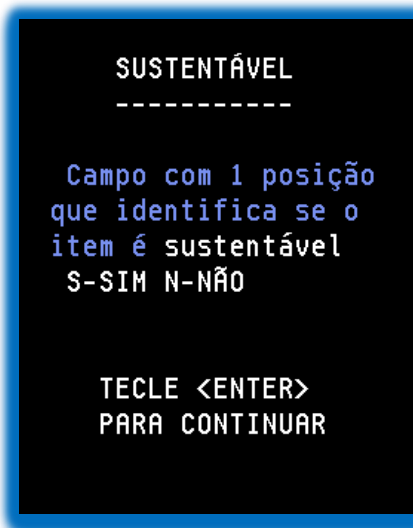 SUSTENTÁVEL
-----------
Campo com 1 posição
que identifica se o
item é sustentável
S-SIM N-NÃO
TECLE <ENTER>
PARA CONTINUAR